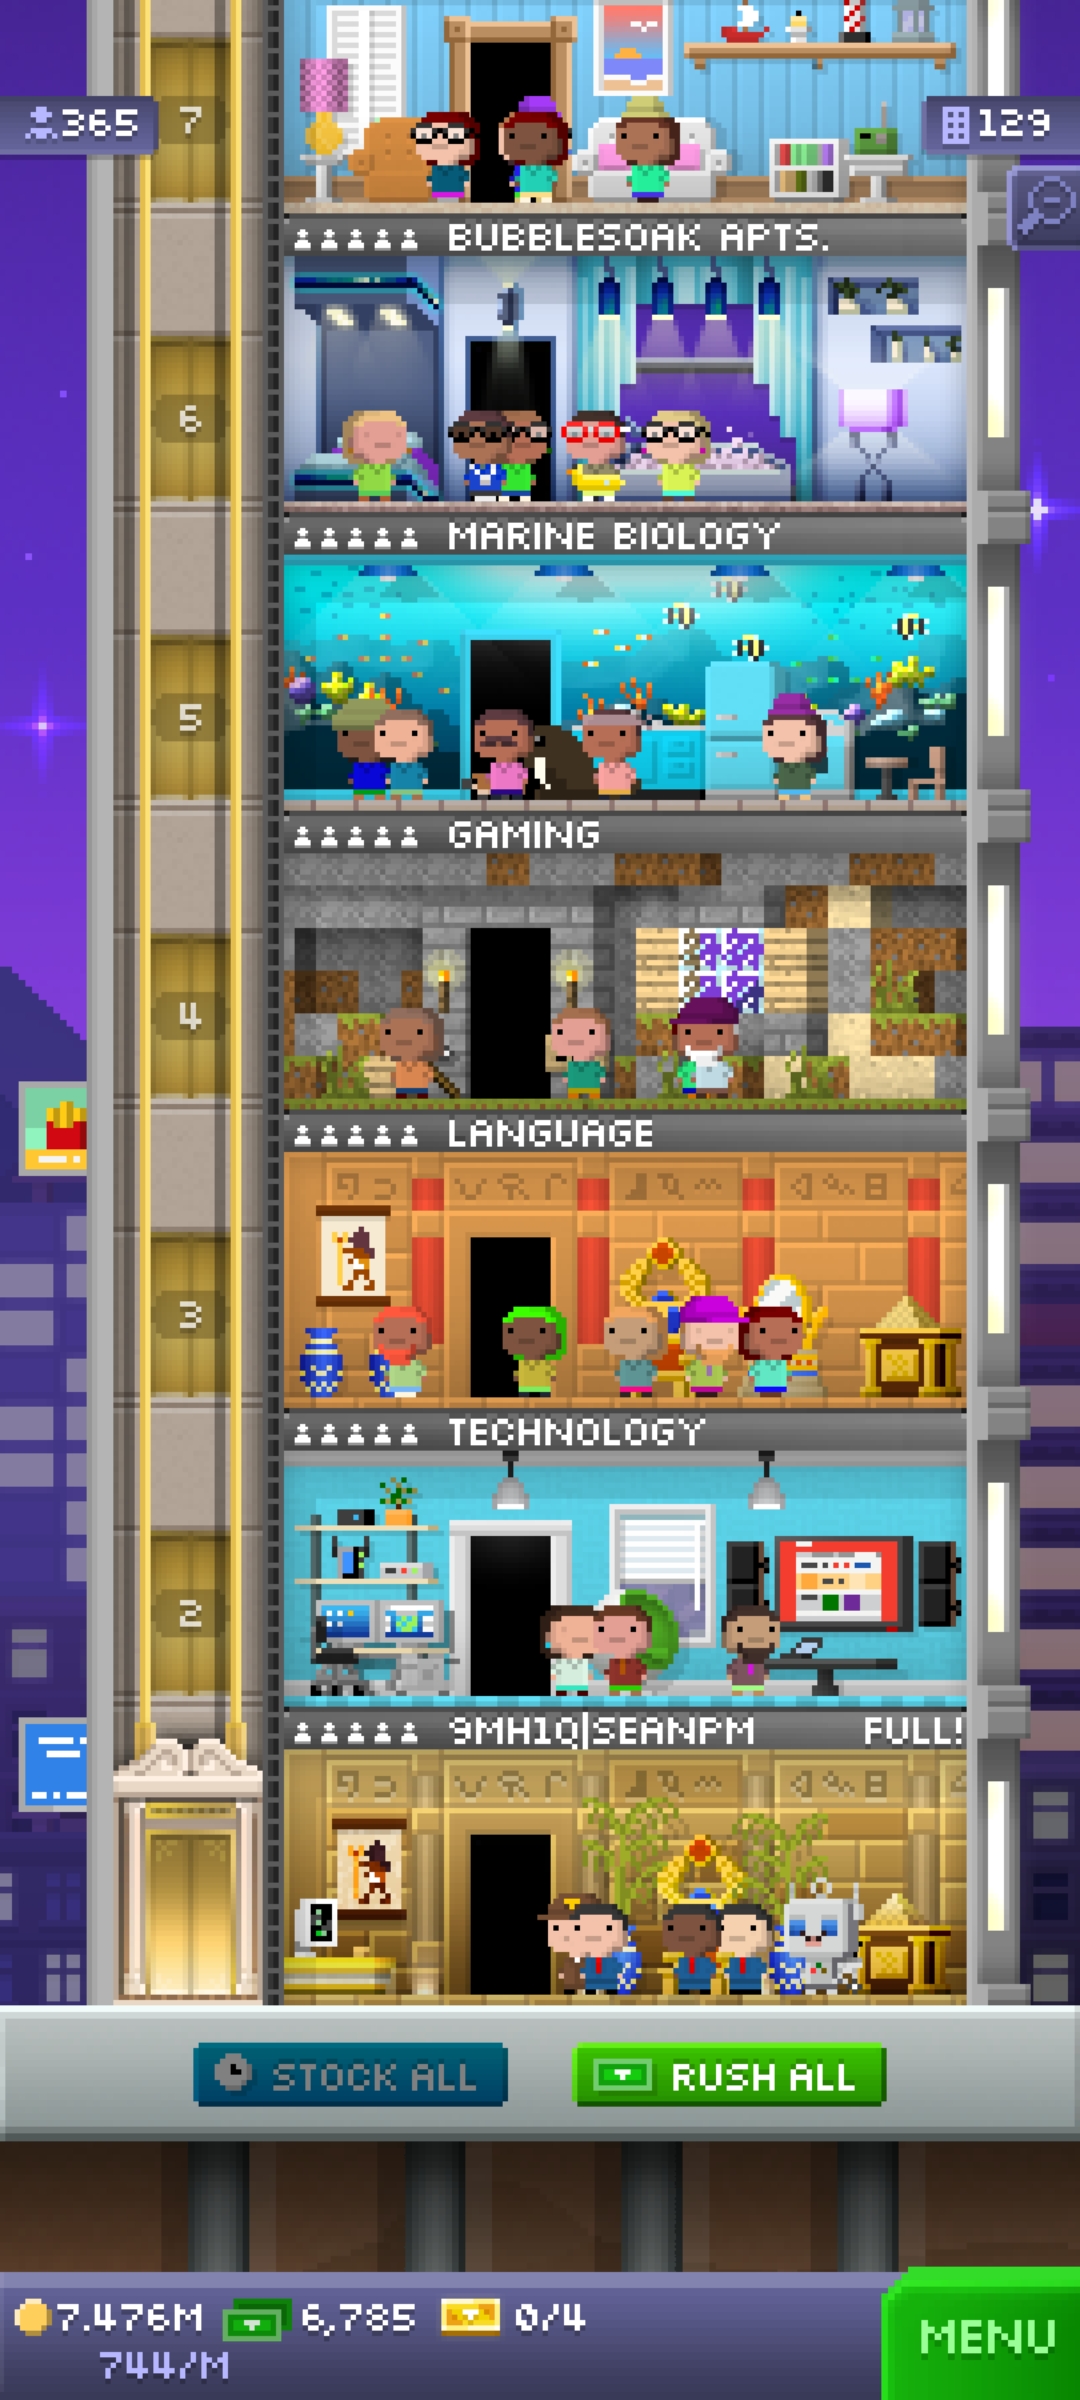 365
7
129
BUBBLESOAK APTS.
6
MARINE BIOLOGY
5
GAMING
4
LANGUAGE
3
TECHNOLOGY
2
9MH1Q|SEANPM FULL!
STOCK ALL
RUSH ALL
7.476M 6,785 0/4
744/M
MENU